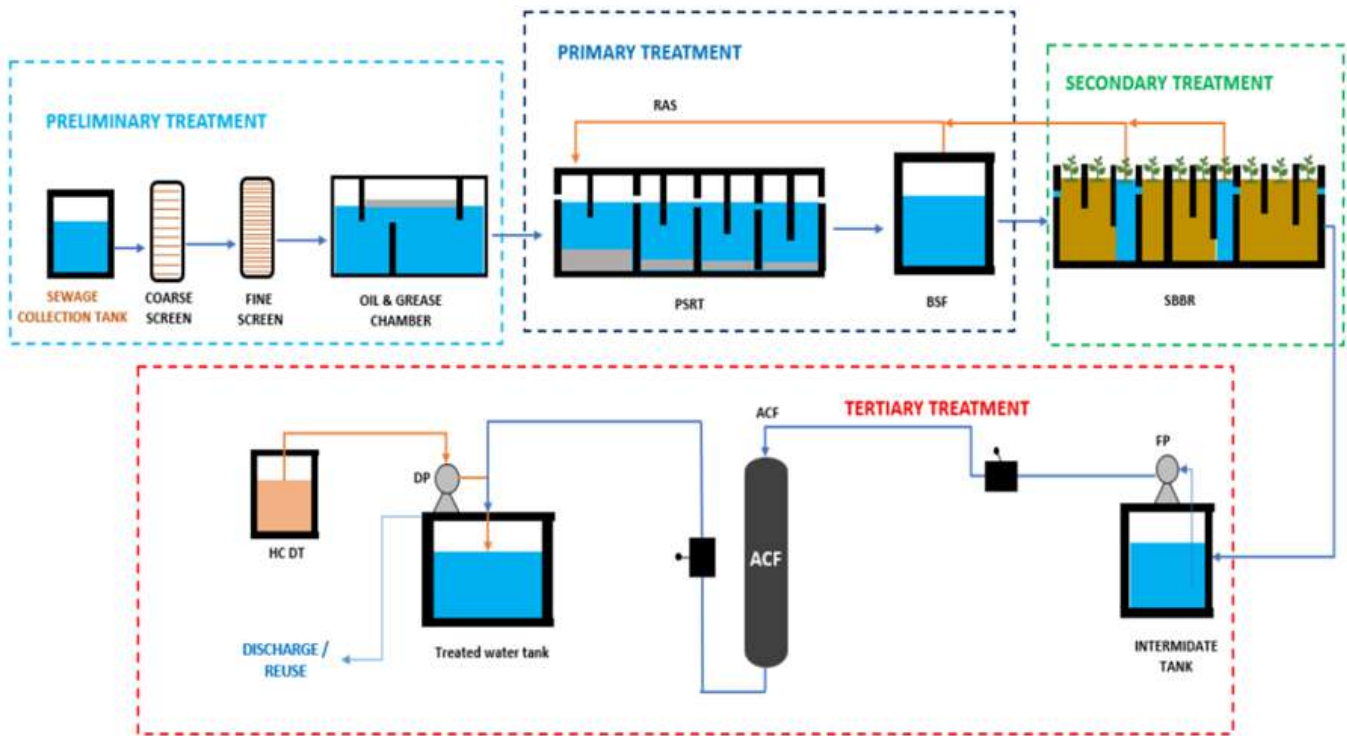 PRELIMINARY TREATMENT
SEWAGE
COLLECTION TANK
COARSE
SCREEN
FINE
SCREEN
OIL & GREASE
CHAMBER
PRIMARY TREATMENT
RAS
PSRT
BSF
SECONDARY TREATMENT
SBBR
TERTIARY TREATMENT
HC DT
DP
DISCHARGE /
REUSE
Treated water tank
ACF
ACF
FP
INTERMIDATE
TANK